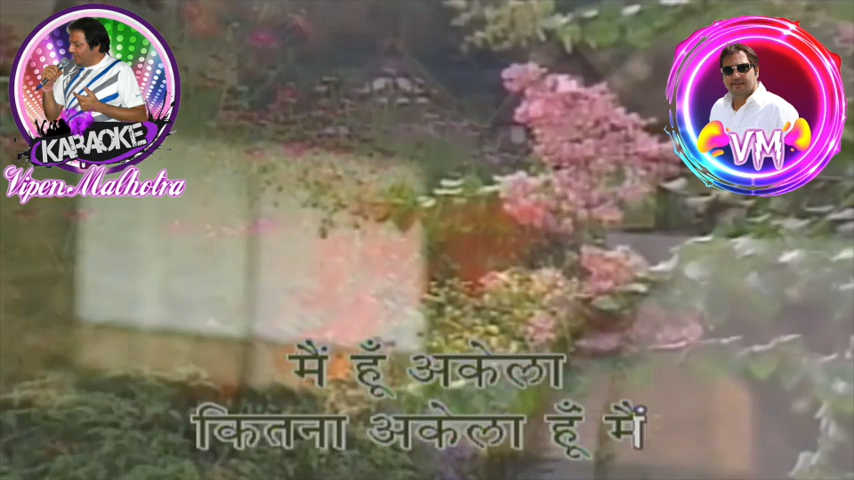 KARAOKE
Vipen Malhotra
VM
मैं हूँ अकेला
कितना अकेला हूँ मैं